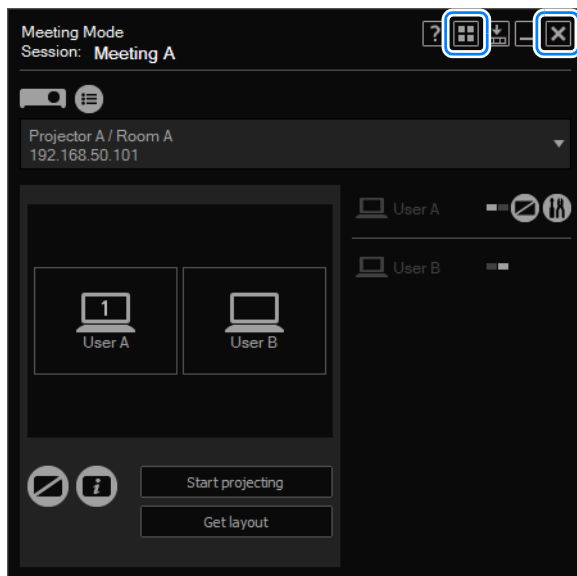 Meeting Mode
Session: Meeting A
?
Projector A / Room A
192.168.50.101
User A
User B
1
User A
User B
i
Start projecting
Get layout